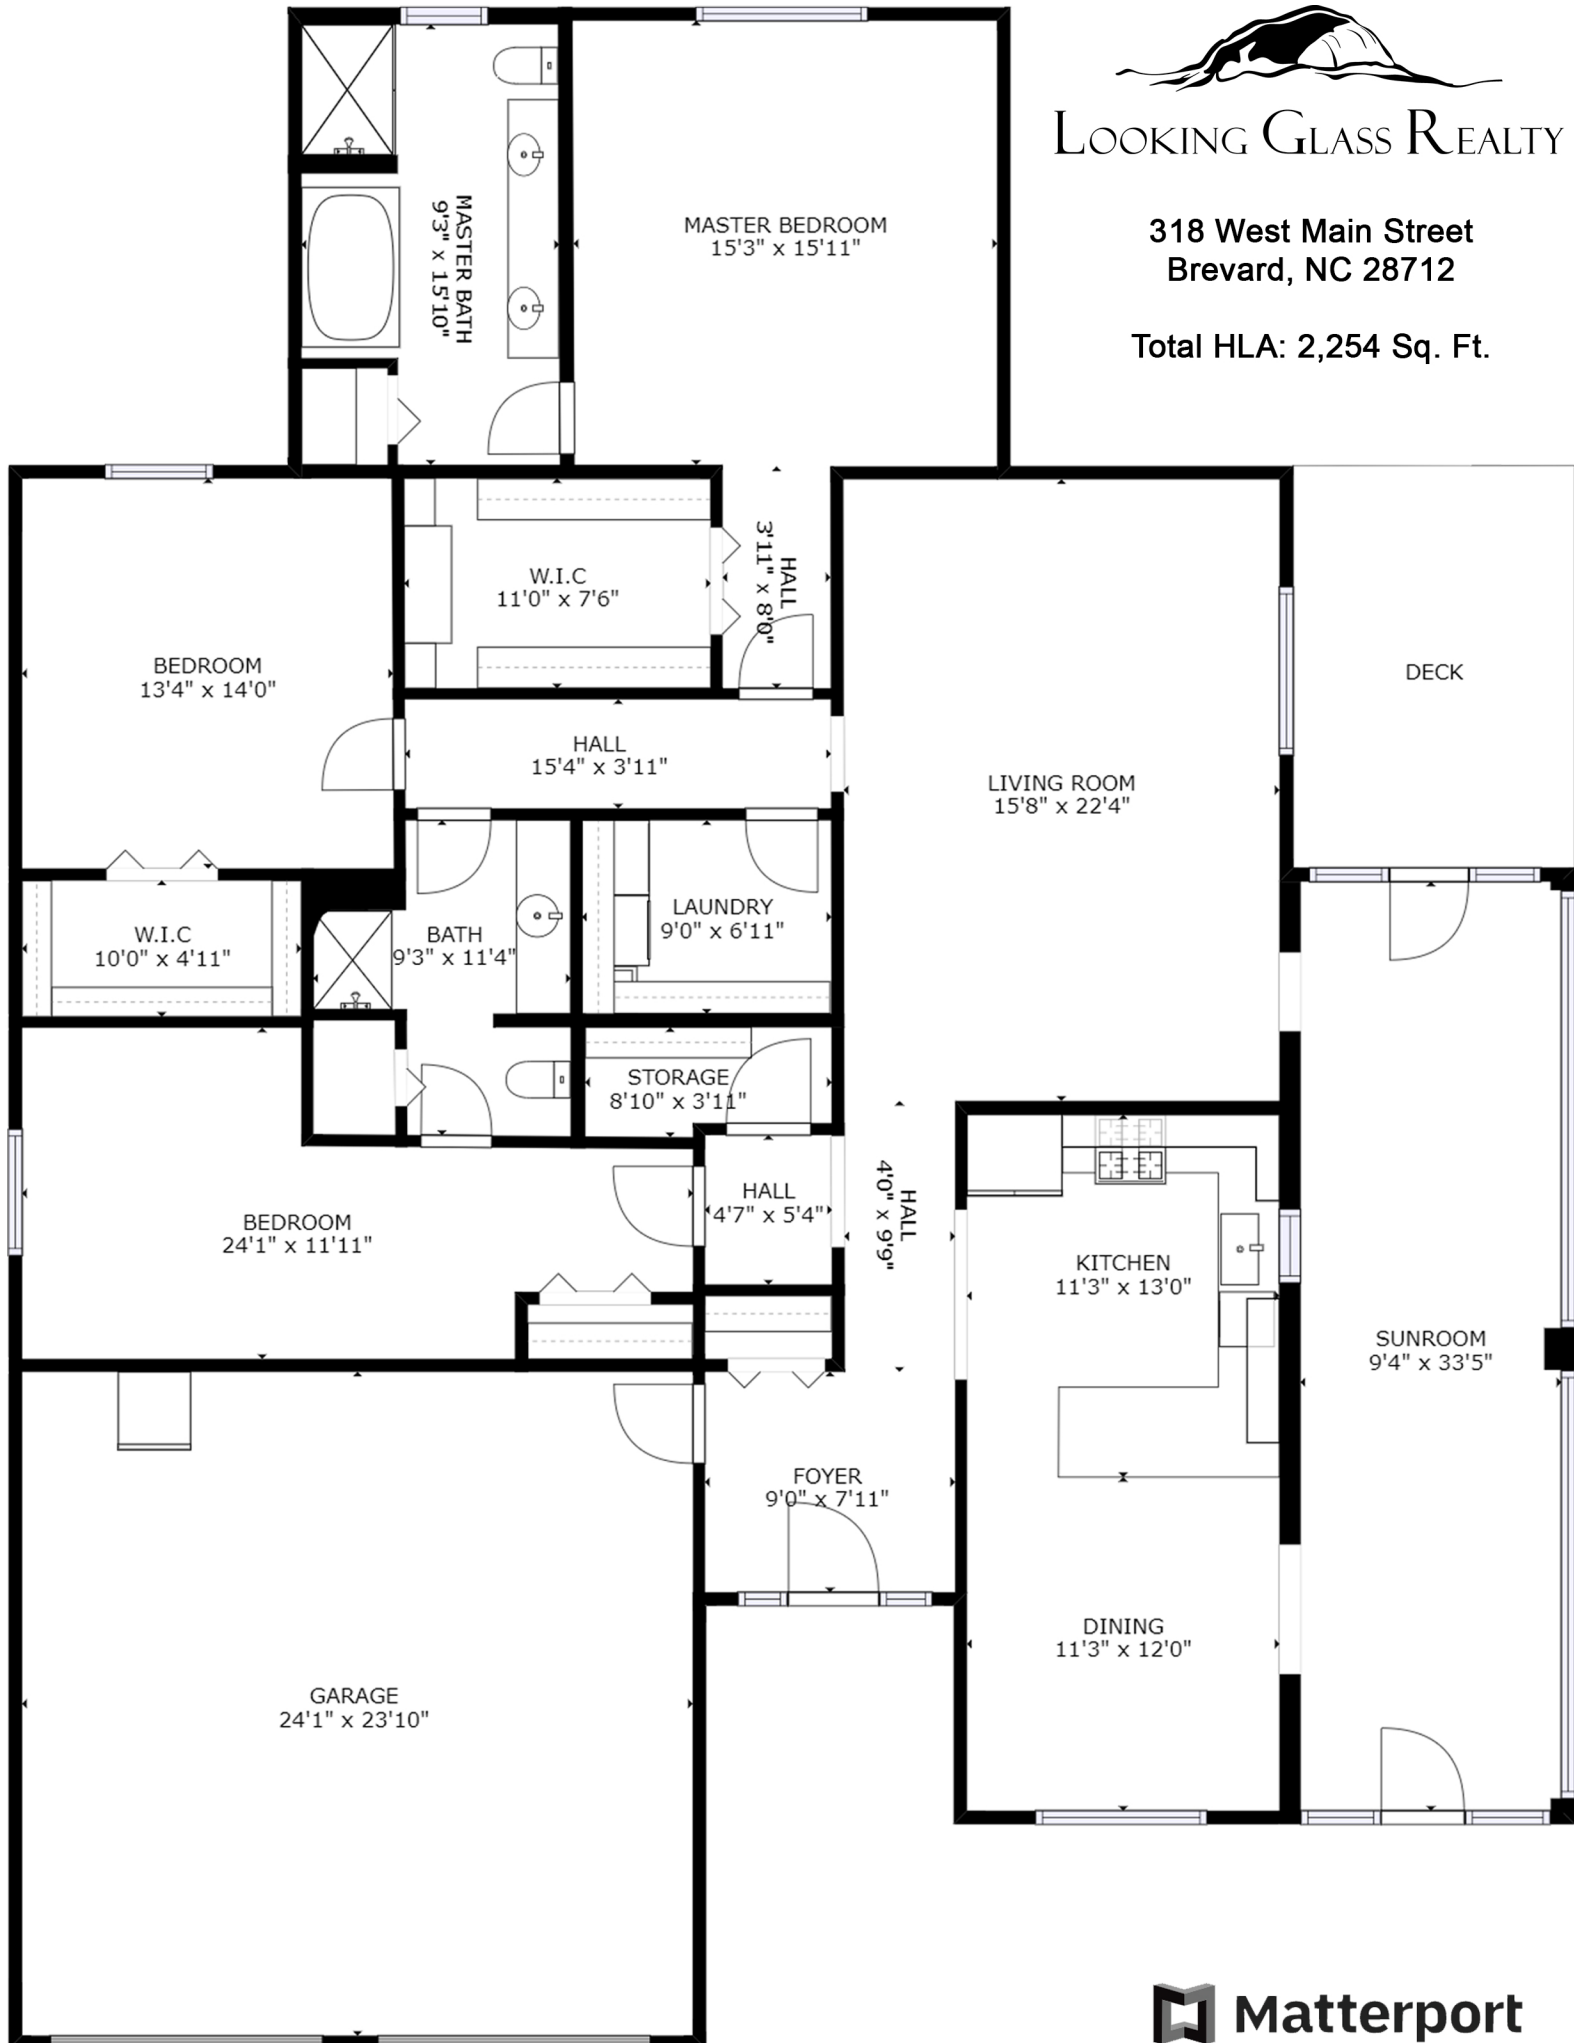 LOOKING GLASS REALTY
318 West Main Street
Brevard, NC 28712
Total HLA: 2,254 Sq. Ft.
MASTER BATH
9'3" x 15'10"
MASTER BEDROOM
15'3" x 15'11"
W.I.C
11'0" x 7'6"
HALL
3'11" x 8'0"
BEDROOM
13'4" x 14'0"
DECK
HALL
15'4" x 3'11"
LIVING ROOM
15'8" x 22'4"
W.I.C
10'0" x 4'11"
BATH
9'3" x 11'4"
LAUNDRY
9'0" x 6'11"
STORAGE
8'10" x 3'11"
BEDROOM
24'1" x 11'11"
HALL
4'7" x 5'4"
HALL
4'0" x 9'9"
KITCHEN
11'3" x 13'0"
SUNROOM
9'4" x 33'5"
FOYER
9'0" x 7'11"
DINING
11'3" x 12'0"
GARAGE
24'1" x 23'10"
Matterport